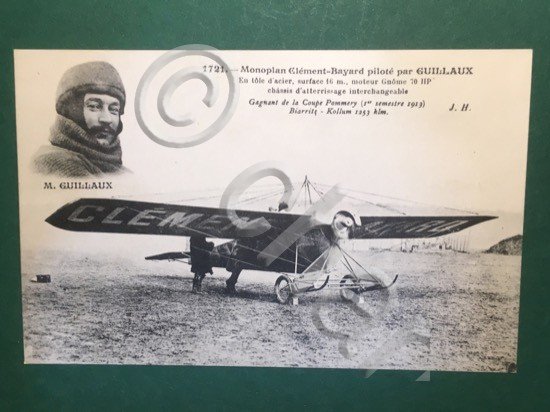 1721. — Monoplan Clément-Bayard piloté par GUILLAUX
En tôle d'acier, surface 16 m., moteur Gnôme 70 HP
châssis d'atterrissage interchangeable
Gagnant de la Coupe Pommery (1er semestre 1913)
Biarritz - Kollum 1253 klm.
J. H.
M. GUILLAUX
CLÉMEN